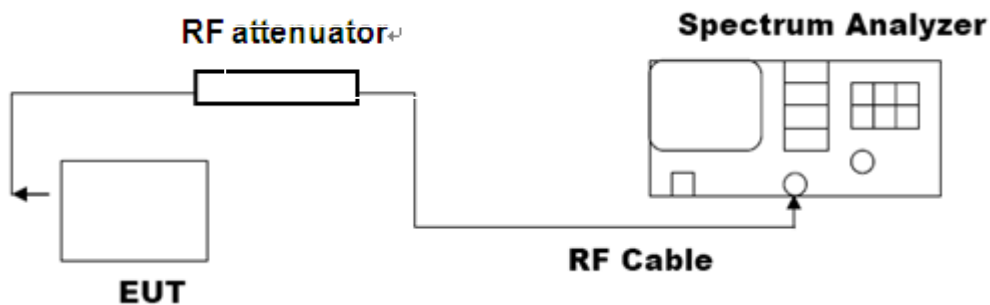 RF attenuator↵
Spectrum Analyzer
RF Cable
EUT